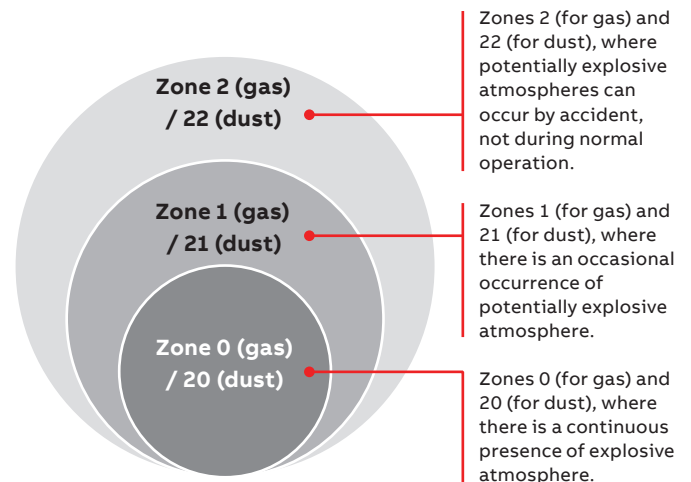 Zone 2 (gas)
/ 22 (dust)
Zones 2 (for gas) and
22 (for dust), where
potentially explosive
atmospheres can
occur by accident,
not during normal
operation.
Zone 1 (gas)
/ 21 (dust)
Zones 1 (for gas) and
21 (for dust), where
there is an occasional
occurrence of
potentially explosive
atmosphere.
Zone 0 (gas)
/ 20 (dust)
Zones 0 (for gas) and
20 (for dust), where
there is a continuous
presence of explosive
atmosphere.